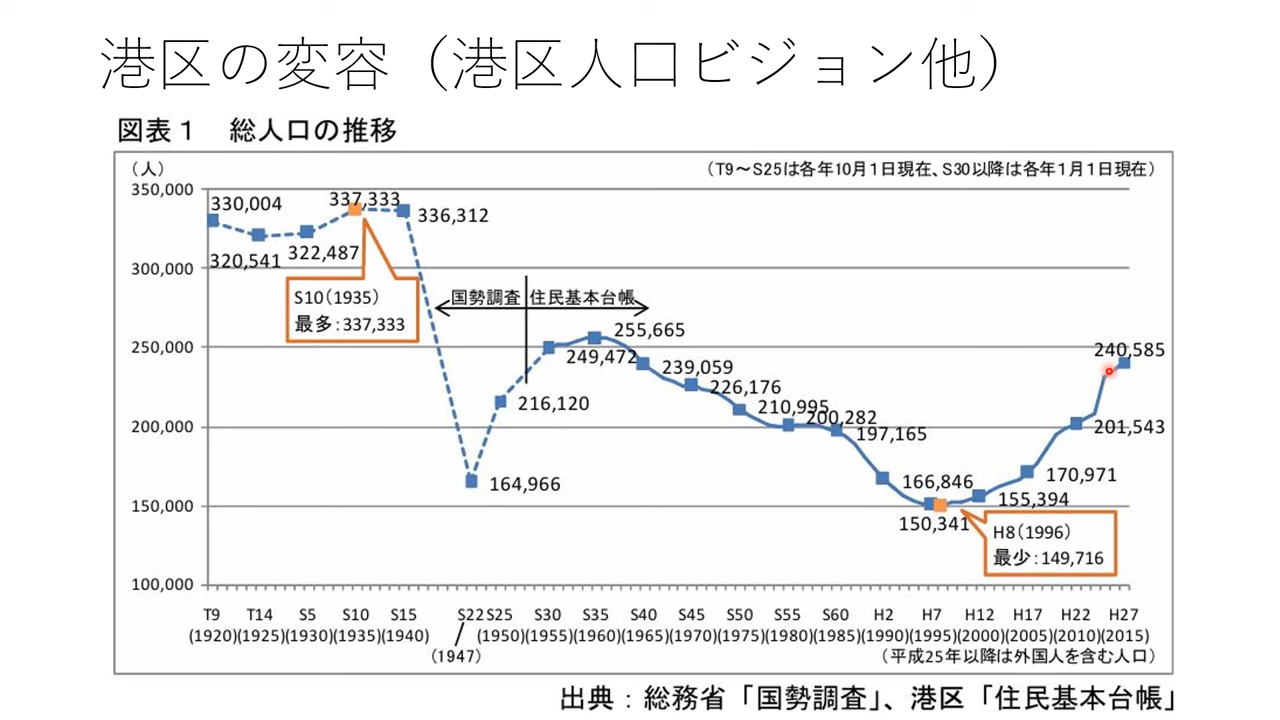 港区の変容（港区人口ビジョン他）
図表１　総人口の推移
（人）
（T9～S25は各年10月1日現在、S30以降は各年1月1日現在）
350,000
300,000
250,000
200,000
150,000
100,000
330,004
320,541
322,487
337,333
336,312
S10（1935）
最多：337,333
国勢調査
住民基本台帳
164,966
216,120
249,472
255,665
239,059
226,176
210,995
200,282
197,165
166,846
150,341
155,394
170,971
201,543
240,585
H8（1996）
最少：149,716
T9 T14 S5 S10 S15 S22 S25 S30 S35 S40 S45 S50 S55 S60 H2 H7 H12 H17 H22 H27
(1920)(1925)(1930)(1935)(1940) (1950)(1955)(1960)(1965)(1970)(1975)(1980)(1985)(1990)(1995)(2000)(2005)(2010)(2015)
(1947)
（平成25年以降は外国人を含む人口）
出典：総務省「国勢調査」、港区「住民基本台帳」